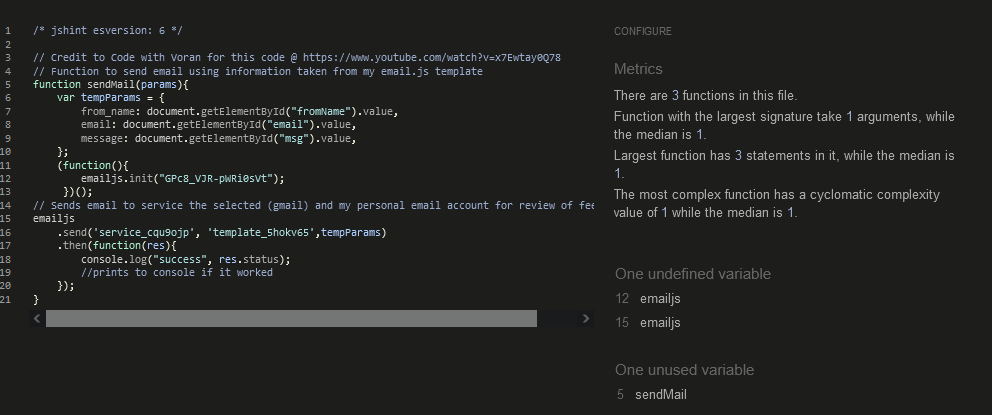 1 /* jshint esversion: 6 */
2
3 // Credit to Code with Voran for this code @ https://www.youtube.com/watch?v=x7Ewtay0Q78
4 // Function to send email using information taken from my email.js template
5 function sendMail(params){
6 var tempParams = {
7 from_name: document.getElementById("fromName").value,
8 email: document.getElementById("email").value,
9 message: document.getElementById("msg").value,
10 };
11 (function(){
12 emailjs.init("GPc8_VJR-pWRi0sVt");
13 })();
14 // Sends email to service the selected (gmail) and my personal email account for review of fee
15 emailjs
16 .send('service_cqu9ojp', 'template_5hokv65',tempParams)
17 .then(function(res){
18 console.log("success", res.status);
19 //prints to console if it worked
20 });
21 }
CONFIGURE
Metrics
There are 3 functions in this file.
Function with the largest signature take 1 arguments, while
the median is 1.
Largest function has 3 statements in it, while the median is
1.
The most complex function has a cyclomatic complexity
value of 1 while the median is 1.
One undefined variable
12 emailjs
15 emailjs
One unused variable
5 sendMail